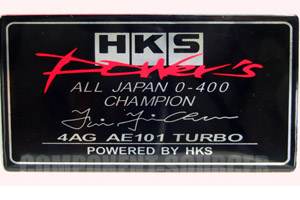 HKS
POWER's
ALL JAPAN 0-400
CHAMPION
4AG AE101 TURBO
POWERED BY HKS